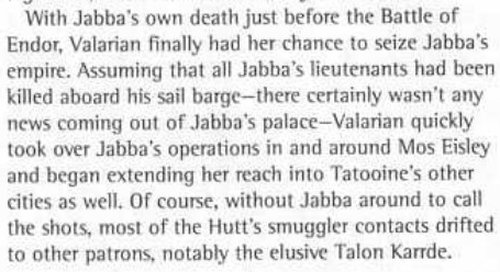 With Jabba's own death just before the Battle of
Endor, Valarian finally had her chance to seize Jabba's
empire. Assuming that all Jabba's lieutenants had been
killed aboard his sail barge—there certainly wasn't any
news coming out of Jabba's palace—Valarian quickly
took over Jabba's operations in and around Mos Eisley
and began extending her reach into Tatooine's other
cities as well. Of course, without Jabba around to call
the shots, most of the Hutt's smuggler contacts drifted
to other patrons, notably the elusive Talon Karrde.